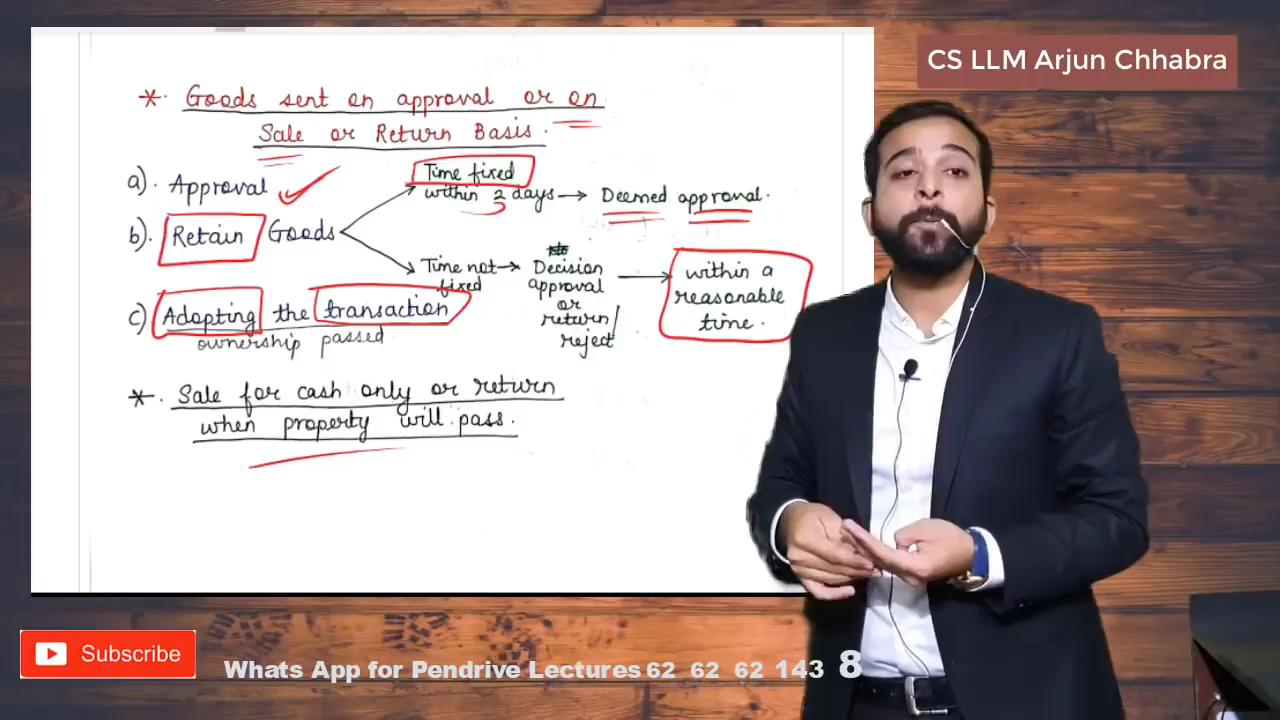 CS LLM Arjun Chhabra
* Goods sent on approval or on
Sale or Return Basis.
a). Approval
b). Retain Goods
c) Adopting the transaction
ownership passed
Time fixed
within 2 days → Deemed approval.
Time not fixed → Decision approval or return/ reject → within a reasonable time.
*. Sale for cash only or return
when property will pass.
Subscribe
Whats App for Pendrive Lectures 62 62 62 143 8